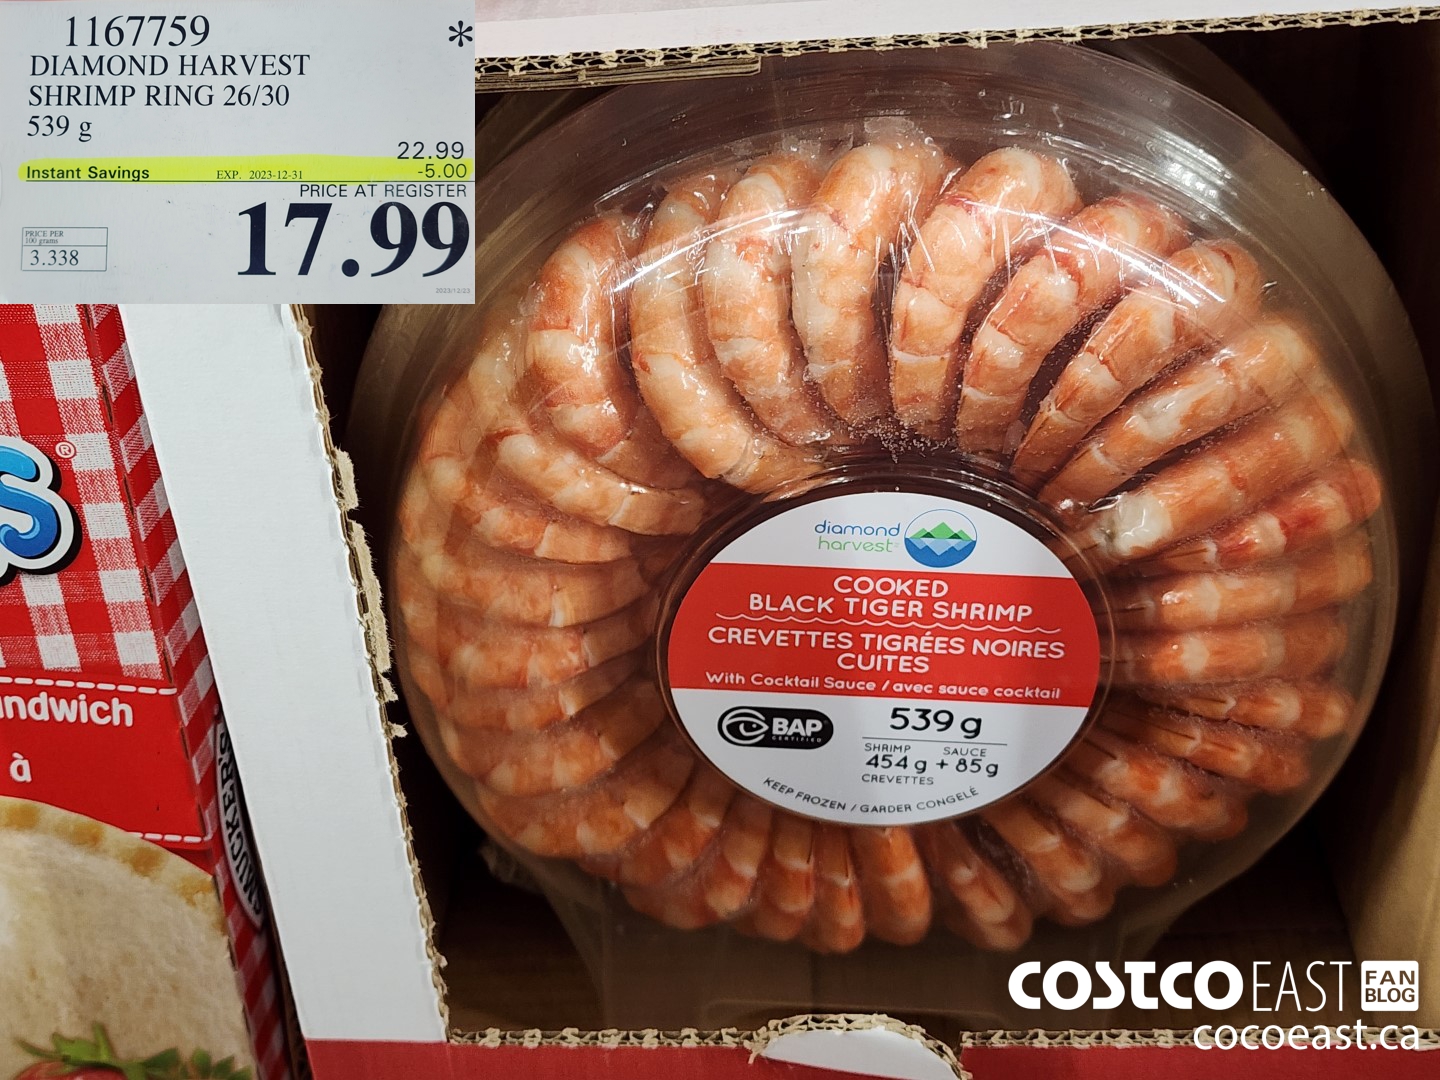 1167759 *
DIAMOND HARVEST
SHRIMP RING 26/30
539 g
22.99
Instant Savings EXP. 2023-12-31 -5.00
PRICE AT REGISTER
17.99
PRICE PER
100 grams
3.338
2023/12/23
S®
andwich
à
SMUCKER'S
diamond
harvest
COOKED
BLACK TIGER SHRIMP
CREVETTES TIGRÉES NOIRES
CUITES
With Cocktail Sauce / avec sauce cocktail
BAP
CERTIFIED
539 g
SHRIMP SAUCE
454 g + 85 g
CREVETTES
KEEP FROZEN / GARDER CONGELÉ
COSTCO EAST FAN
BLOG
cocoeast.ca